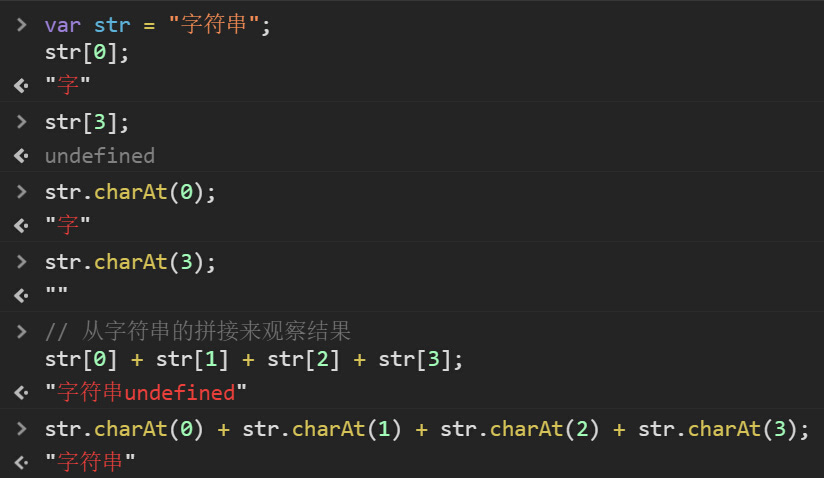 > var str = "字符串";
str[0];
"字"
> str[3];
undefined
> str.charAt(0);
"字"
> str.charAt(3);
""
> // 从字符串的拼接来观察结果
str[0] + str[1] + str[2] + str[3];
"字符串undefined"
> str.charAt(0) + str.charAt(1) + str.charAt(2) + str.charAt(3);
"字符串"